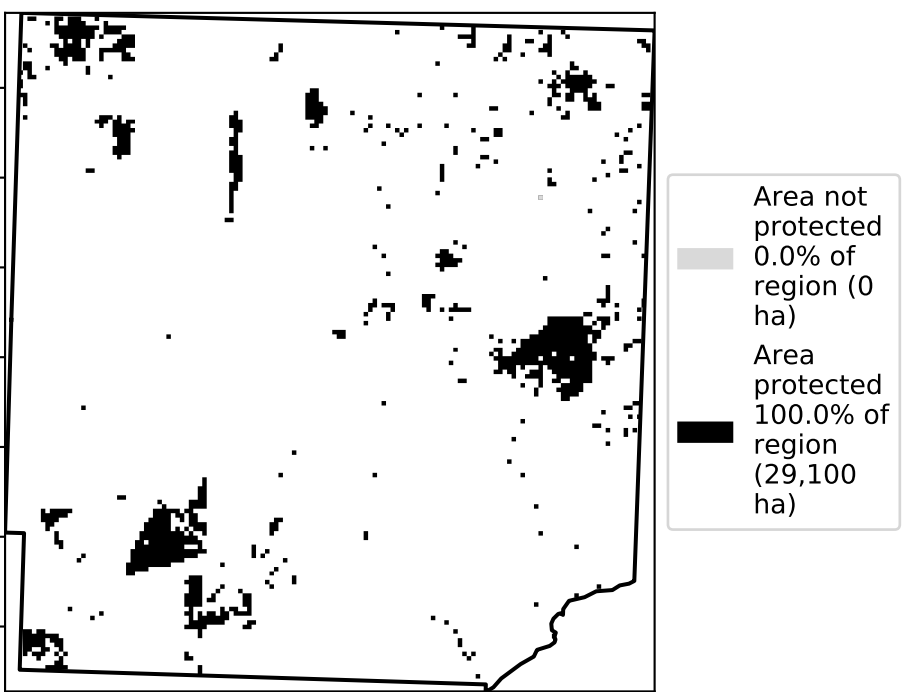 Area not
protected
0.0% of
region (0
ha)
Area
protected
100.0% of
region
(29,100
ha)